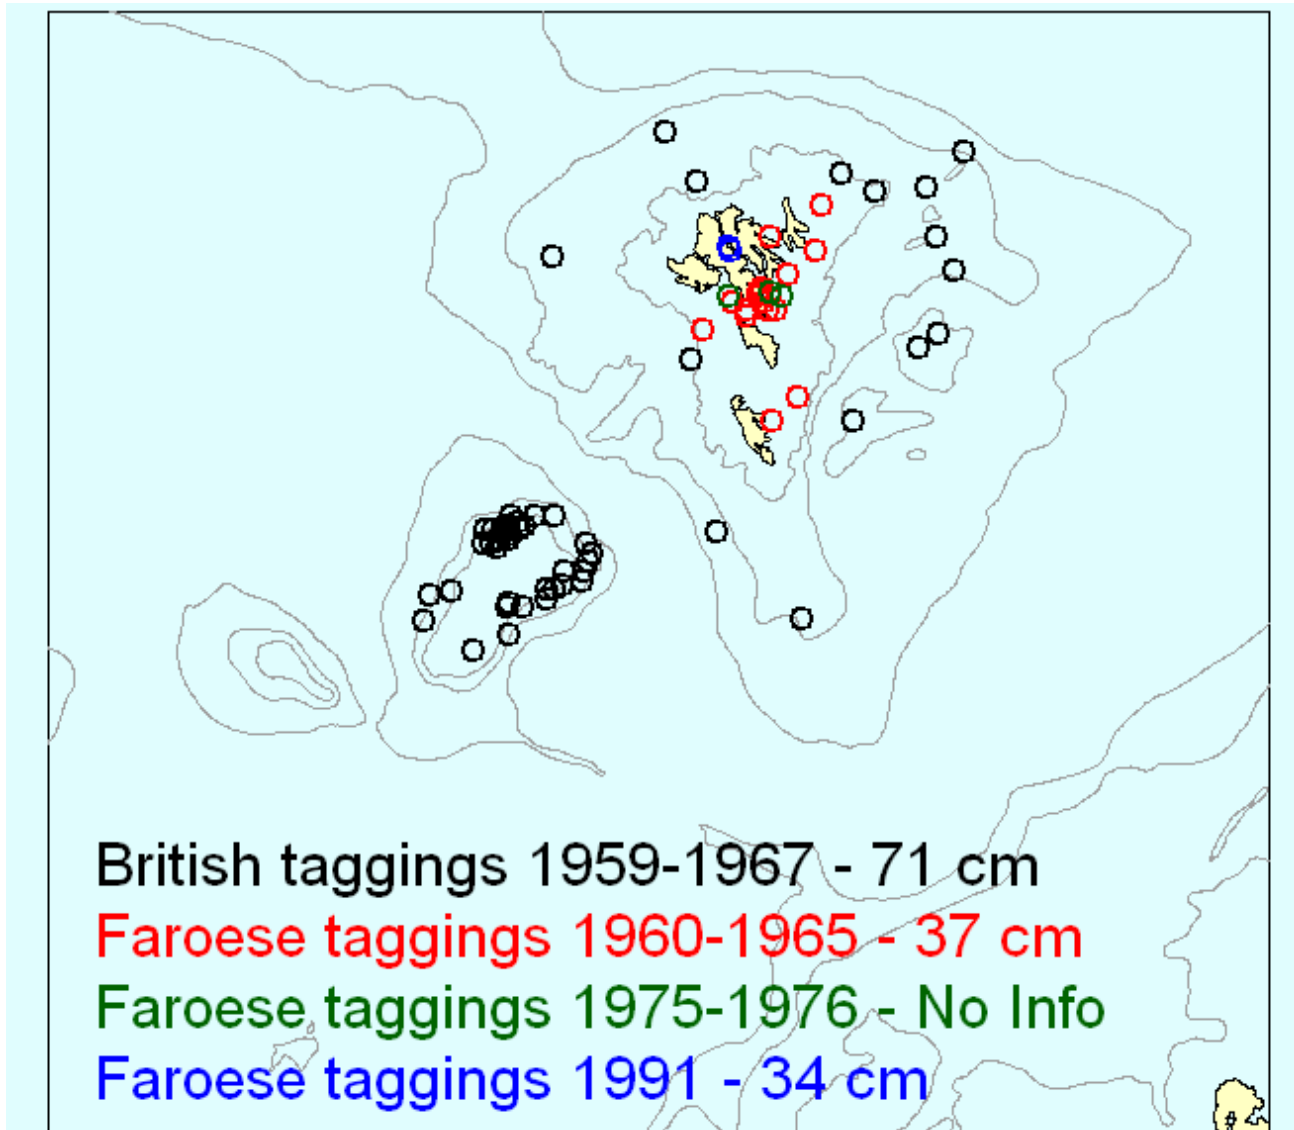 British taggings 1959-1967 - 71 cm
Faroese taggings 1960-1965 - 37 cm
Faroese taggings 1975-1976 - No Info
Faroese taggings 1991 - 34 cm